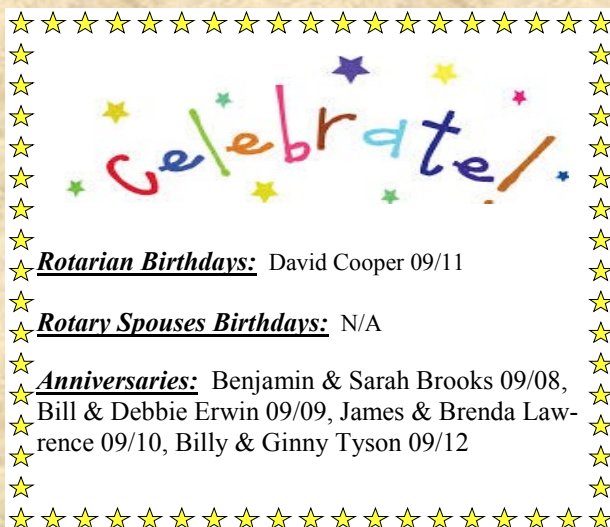 celebrate!
Rotarian Birthdays: David Cooper 09/11
Rotary Spouses Birthdays: N/A
Anniversaries: Benjamin & Sarah Brooks 09/08,
Bill & Debbie Erwin 09/09, James & Brenda Law-
rence 09/10, Billy & Ginny Tyson 09/12